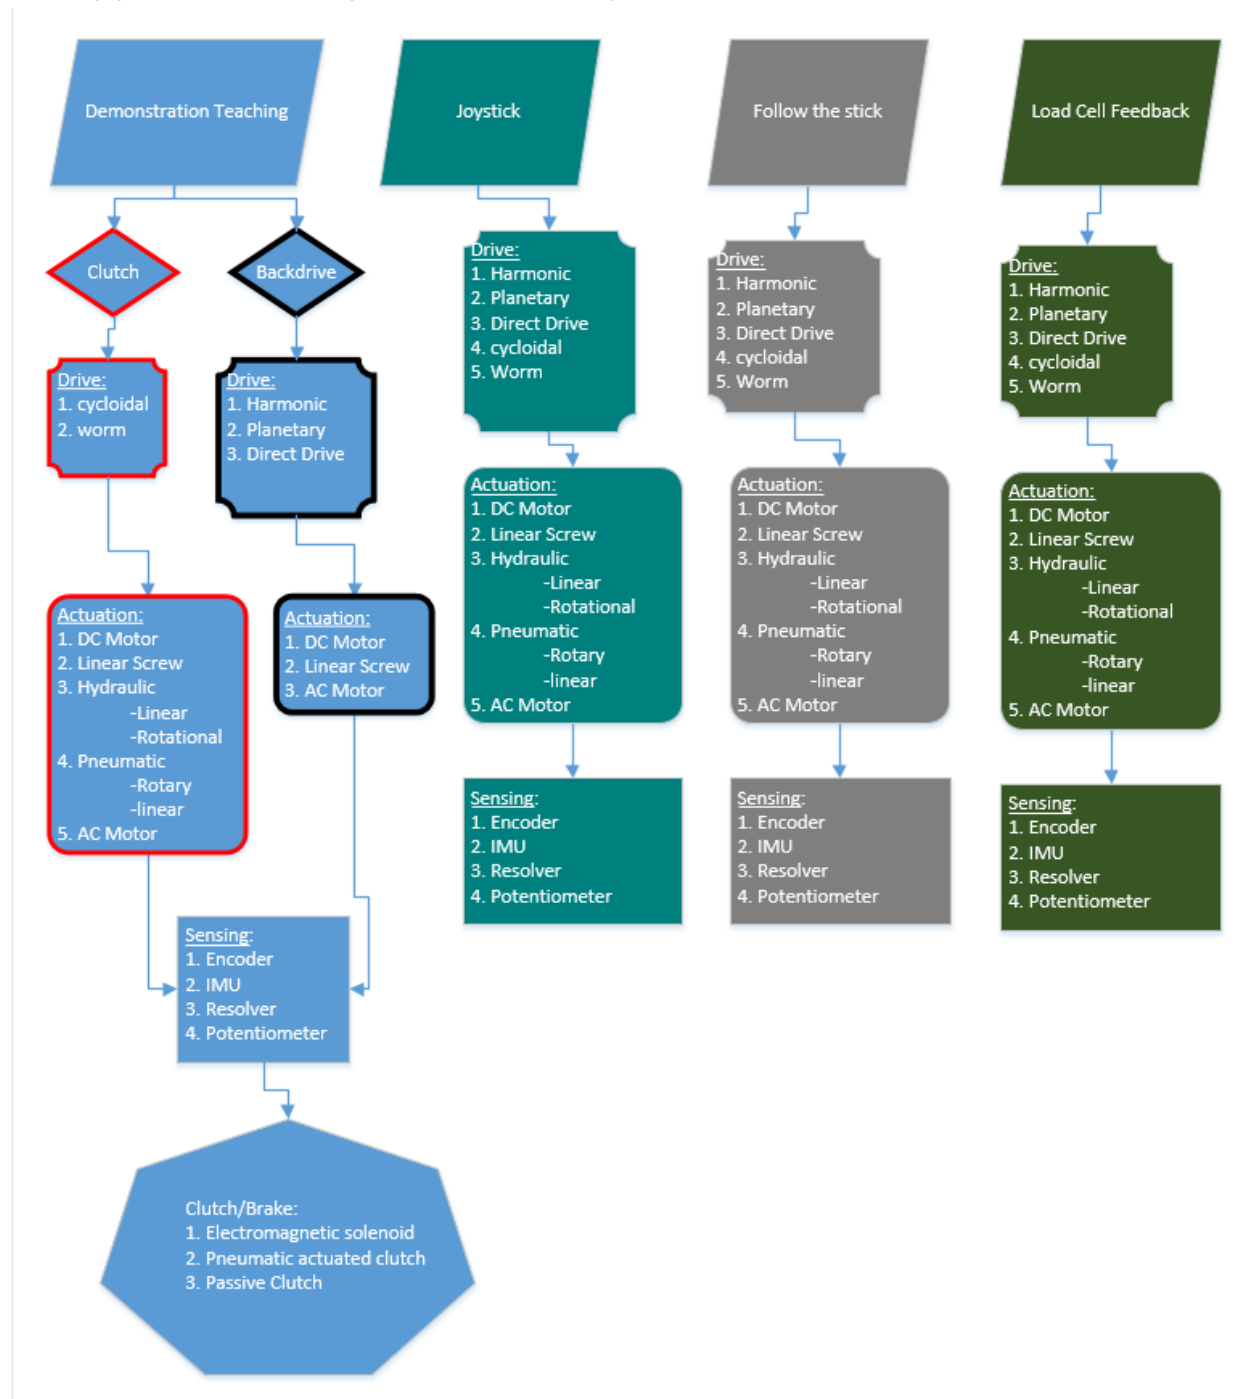 Demonstration Teaching
Joystick
Follow the stick
Load Cell Feedback
Clutch
Backdrive
Drive:
1. cycloidal
2. worm
Drive:
1. Harmonic
2. Planetary
3. Direct Drive
Actuation:
1. DC Motor
2. Linear Screw
3. Hydraulic
-Linear
-Rotational
4. Pneumatic
-Rotary
-linear
5. AC Motor
Actuation:
1. DC Motor
2. Linear Screw
3. AC Motor
Sensing:
1. Encoder
2. IMU
3. Resolver
4. Potentiometer
Clutch/Brake:
1. Electromagnetic solenoid
2. Pneumatic actuated clutch
3. Passive Clutch
Drive:
1. Harmonic
2. Planetary
3. Direct Drive
4. cycloidal
5. Worm
Actuation:
1. DC Motor
2. Linear Screw
3. Hydraulic
-Linear
-Rotational
4. Pneumatic
-Rotary
-linear
5. AC Motor
Sensing:
1. Encoder
2. IMU
3. Resolver
4. Potentiometer
Drive:
1. Harmonic
2. Planetary
3. Direct Drive
4. cycloidal
5. Worm
Actuation:
1. DC Motor
2. Linear Screw
3. Hydraulic
-Linear
-Rotational
4. Pneumatic
-Rotary
-linear
5. AC Motor
Sensing:
1. Encoder
2. IMU
3. Resolver
4. Potentiometer
Drive:
1. Harmonic
2. Planetary
3. Direct Drive
4. cycloidal
5. Worm
Actuation:
1. DC Motor
2. Linear Screw
3. Hydraulic
-Linear
-Rotational
4. Pneumatic
-Rotary
-linear
5. AC Motor
Sensing:
1. Encoder
2. IMU
3. Resolver
4. Potentiometer